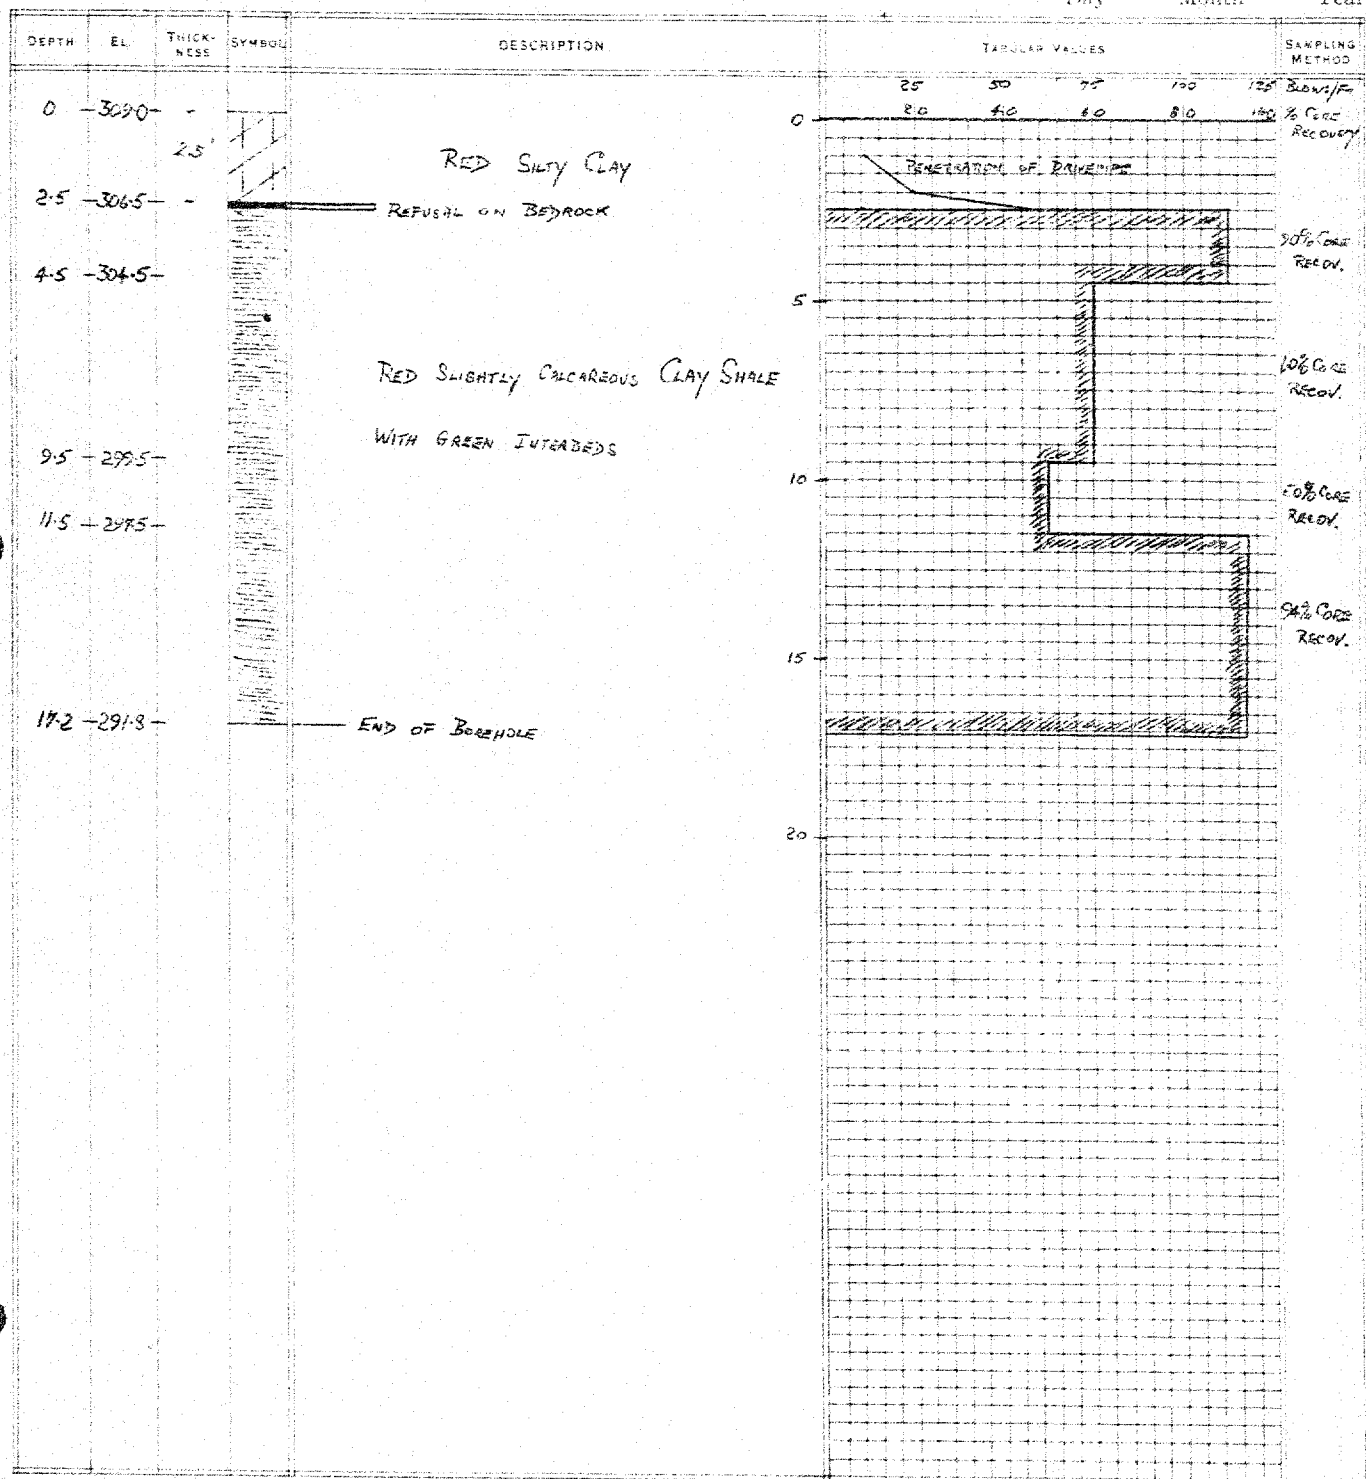 Day Month Year
DEPTH EL. THICK-NESS SYMBOL DESCRIPTION TABULAR VALUES SAMPLING METHOD
25 50 75 100 125 BLOWS/FT
20 40 60 80 100 % CORE RECOVERY
0 -309.0- - 0
2.5'
RED SILTY CLAY
PENETRATION OF DRIVEPIPE
2.5 -306.5- -
REFUSAL ON BEDROCK
90% CORE
RECOV.
4.5 -304.5-
5
RED SLIGHTLY CALCAREOUS CLAY SHALE
60% CORE
RECOV.
WITH GREEN INTERBEDS
9.5 -299.5-
10
50% CORE
RECOV.
11.5 -297.5-
94% CORE
RECOV.
15
17.2 -291.8-
END OF BOREHOLE
20